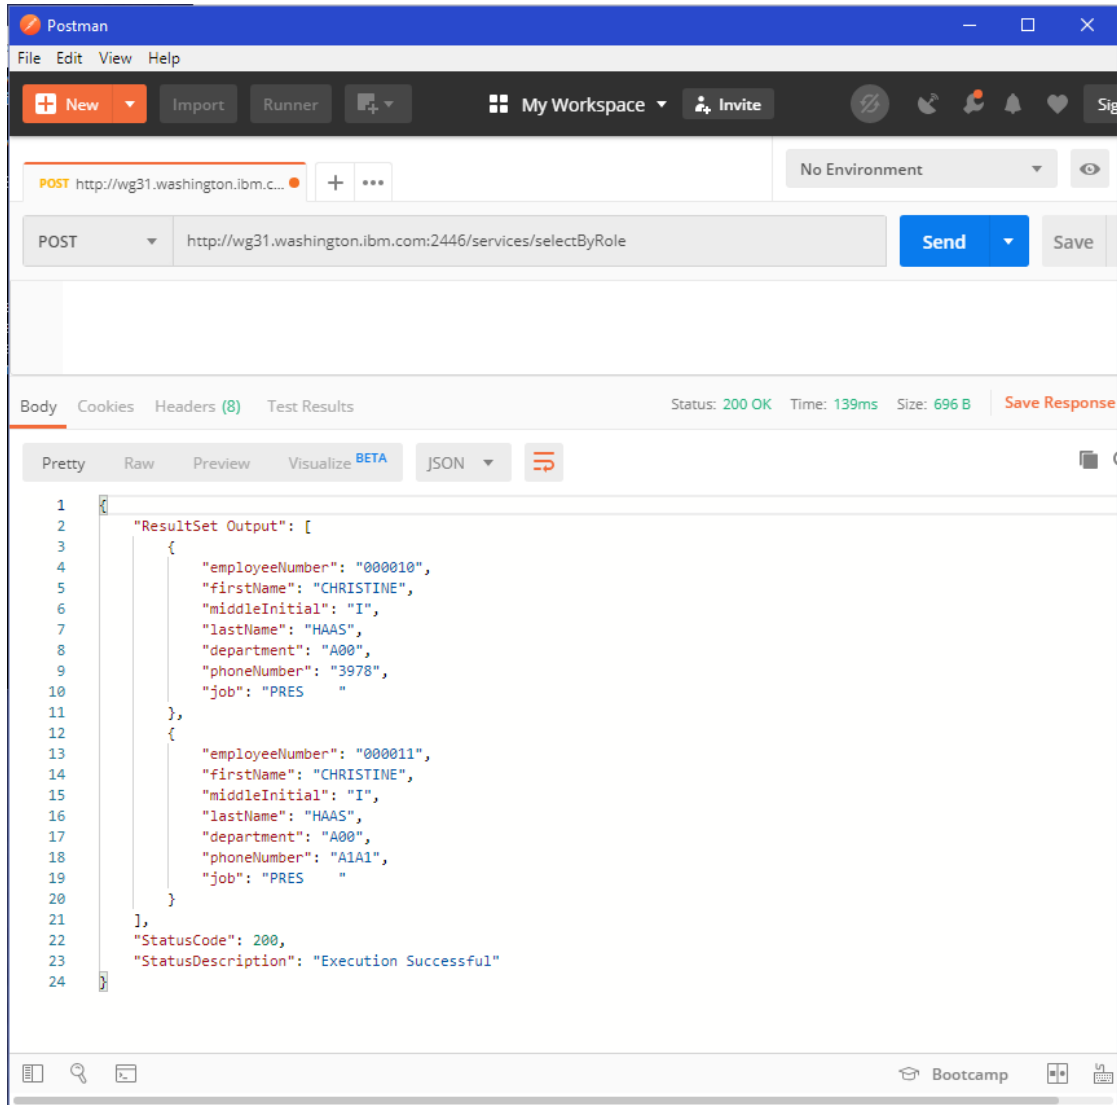 Postman
File Edit View Help
New Import Runner My Workspace Invite
POST http://wg31.washington.ibm.c... No Environment
POST http://wg31.washington.ibm.com:2446/services/selectByRole Send Save
Body Cookies Headers (8) Test Results Status: 200 OK Time: 139ms Size: 696 B Save Response
Pretty Raw Preview Visualize BETA JSON
1 {
2 "ResultSet Output": [
3 {
4 "employeeNumber": "000010",
5 "firstName": "CHRISTINE",
6 "middleInitial": "I",
7 "lastName": "HAAS",
8 "department": "A00",
9 "phoneNumber": "3978",
10 "job": "PRES    "
11 },
12 {
13 "employeeNumber": "000011",
14 "firstName": "CHRISTINE",
15 "middleInitial": "I",
16 "lastName": "HAAS",
17 "department": "A00",
18 "phoneNumber": "A1A1",
19 "job": "PRES    "
20 }
21 ],
22 "StatusCode": 200,
23 "StatusDescription": "Execution Successful"
24 }
Bootcamp